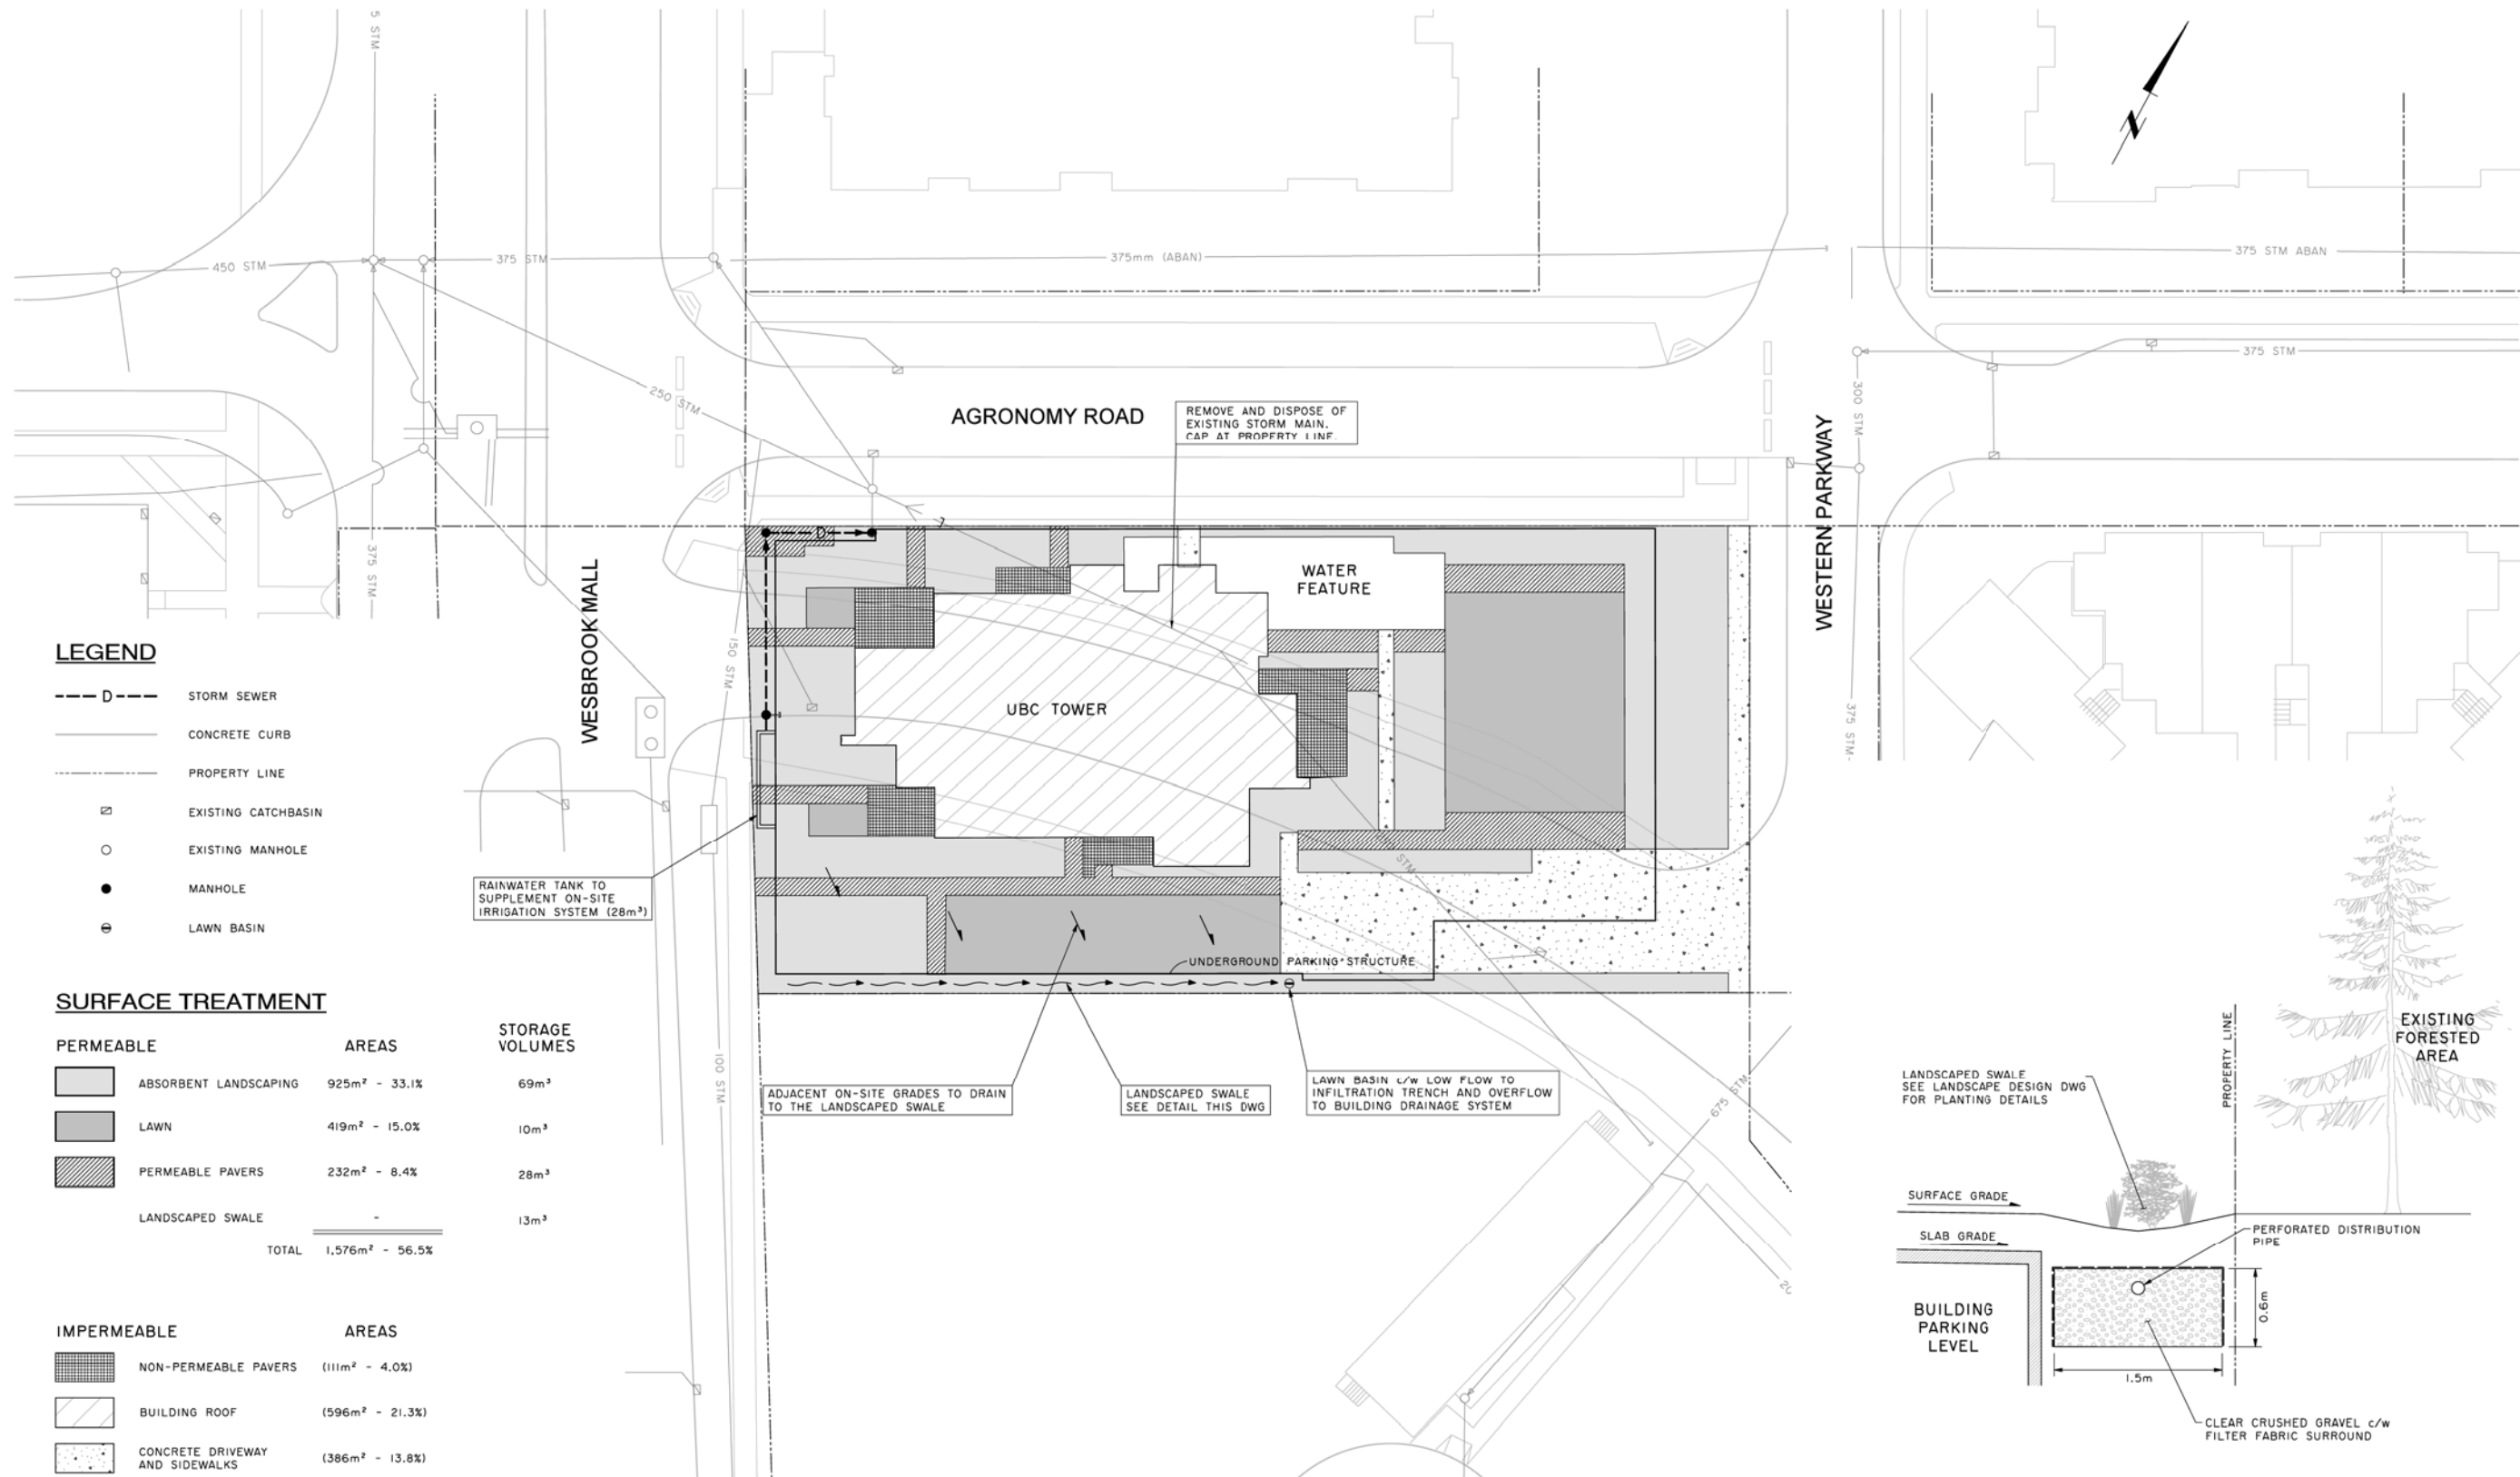 5 STM
450 STM
375 STM
375mm (ABAN)
375 STM ABAN
N
250 STM
375 STM
300 STM
AGRONOMY ROAD
REMOVE AND DISPOSE OF
EXISTING STORM MAIN.
CAP AT PROPERTY LINE.
WESTERN PARKWAY
375 STM
D
WATER
FEATURE
WESBROOK MALL
150 STM
UBC TOWER
375 STM
STM
LEGEND
D STORM SEWER
CONCRETE CURB
PROPERTY LINE
EXISTING CATCHBASIN
EXISTING MANHOLE
MANHOLE
LAWN BASIN
RAINWATER TANK TO
SUPPLEMENT ON-SITE
IRRIGATION SYSTEM (28m³)
UNDERGROUND PARKING STRUCTURE
100 STM
ADJACENT ON-SITE GRADES TO DRAIN
TO THE LANDSCAPED SWALE
LANDSCAPED SWALE
SEE DETAIL THIS DWG
LAWN BASIN c/w LOW FLOW TO
INFILTRATION TRENCH AND OVERFLOW
TO BUILDING DRAINAGE SYSTEM
675 STM
SURFACE TREATMENT
PERMEABLE AREAS STORAGE
VOLUMES
ABSORBENT LANDSCAPING 925m² - 33.1% 69m³
LAWN 419m² - 15.0% 10m³
PERMEABLE PAVERS 232m² - 8.4% 28m³
LANDSCAPED SWALE - 13m³
TOTAL 1,576m² - 56.5%
IMPERMEABLE AREAS
NON-PERMEABLE PAVERS (111m² - 4.0%)
BUILDING ROOF (596m² - 21.3%)
CONCRETE DRIVEWAY
AND SIDEWALKS (386m² - 13.8%)
PROPERTY LINE
EXISTING
FORESTED
AREA
LANDSCAPED SWALE
SEE LANDSCAPE DESIGN DWG
FOR PLANTING DETAILS
SURFACE GRADE
SLAB GRADE
PERFORATED DISTRIBUTION
PIPE
BUILDING
PARKING
LEVEL
0.6m
1.5m
CLEAR CRUSHED GRAVEL c/w
FILTER FABRIC SURROUND